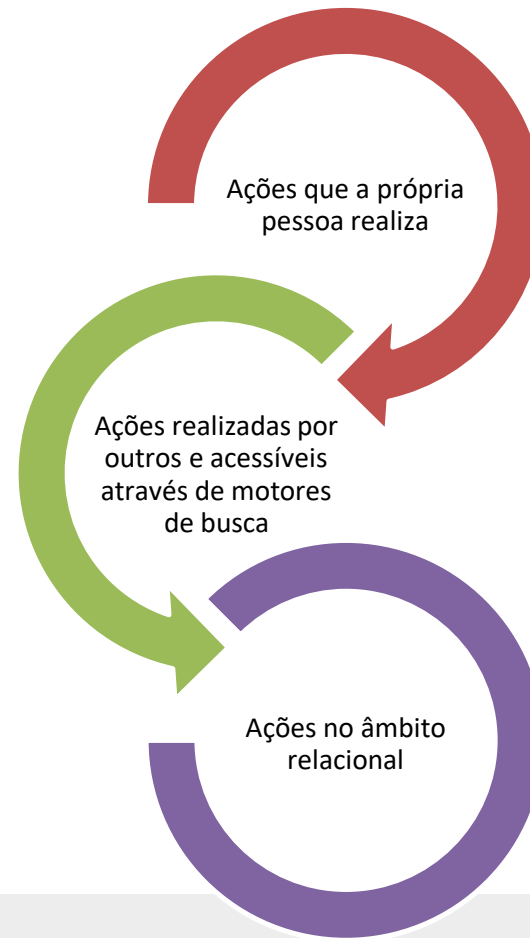 Ações que a própria
pessoa realiza
Ações realizadas por
outros e acessíveis
através de motores
de busca
Ações no âmbito
relacional